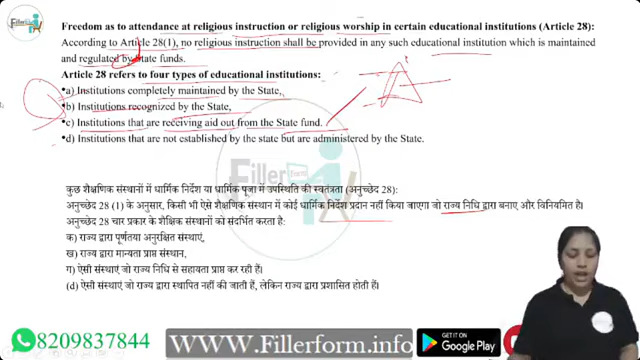 Filler Form
Freedom as to attendance at religious instruction or religious worship in certain educational institutions (Article 28):
According to Article 28(1), no religious instruction shall be provided in any such educational institution which is maintained
and regulated by State funds.
Article 28 refers to four types of educational institutions:
• a) Institutions completely maintained by the State,
• b) Institutions recognized by the State,
• c) Institutions that are receiving aid out from the State fund.
• d) Institutions that are not established by the state but are administered by the State.
कुछ शैक्षणिक संस्थानों में धार्मिक निर्देश या धार्मिक पूजा में उपस्थिति की स्वतंत्रता (अनुच्छेद 28):
अनुच्छेद 28 (1) के अनुसार, किसी भी ऐसे शैक्षणिक संस्थान में कोई धार्मिक निर्देश प्रदान नहीं किया जाएगा जो राज्य निधि द्वारा बनाए और विनियमित है।
अनुच्छेद 28 चार प्रकार के शैक्षिक संस्थानों को संदर्भित करता है:
क) राज्य द्वारा पूर्णतया अनुरक्षित संस्थाएं,
ख) राज्य द्वारा मान्यता प्राप्त संस्थान,
ग) ऐसी संस्थाएं जो राज्य निधि से सहायता प्राप्त कर रही हैं।
(d) ऐसी संस्थाएं जो राज्य द्वारा स्थापित नहीं की जाती हैं, लेकिन राज्य द्वारा प्रशासित होती हैं।
8209837844
www.Fillerform.info
GET IT ON
Google Play